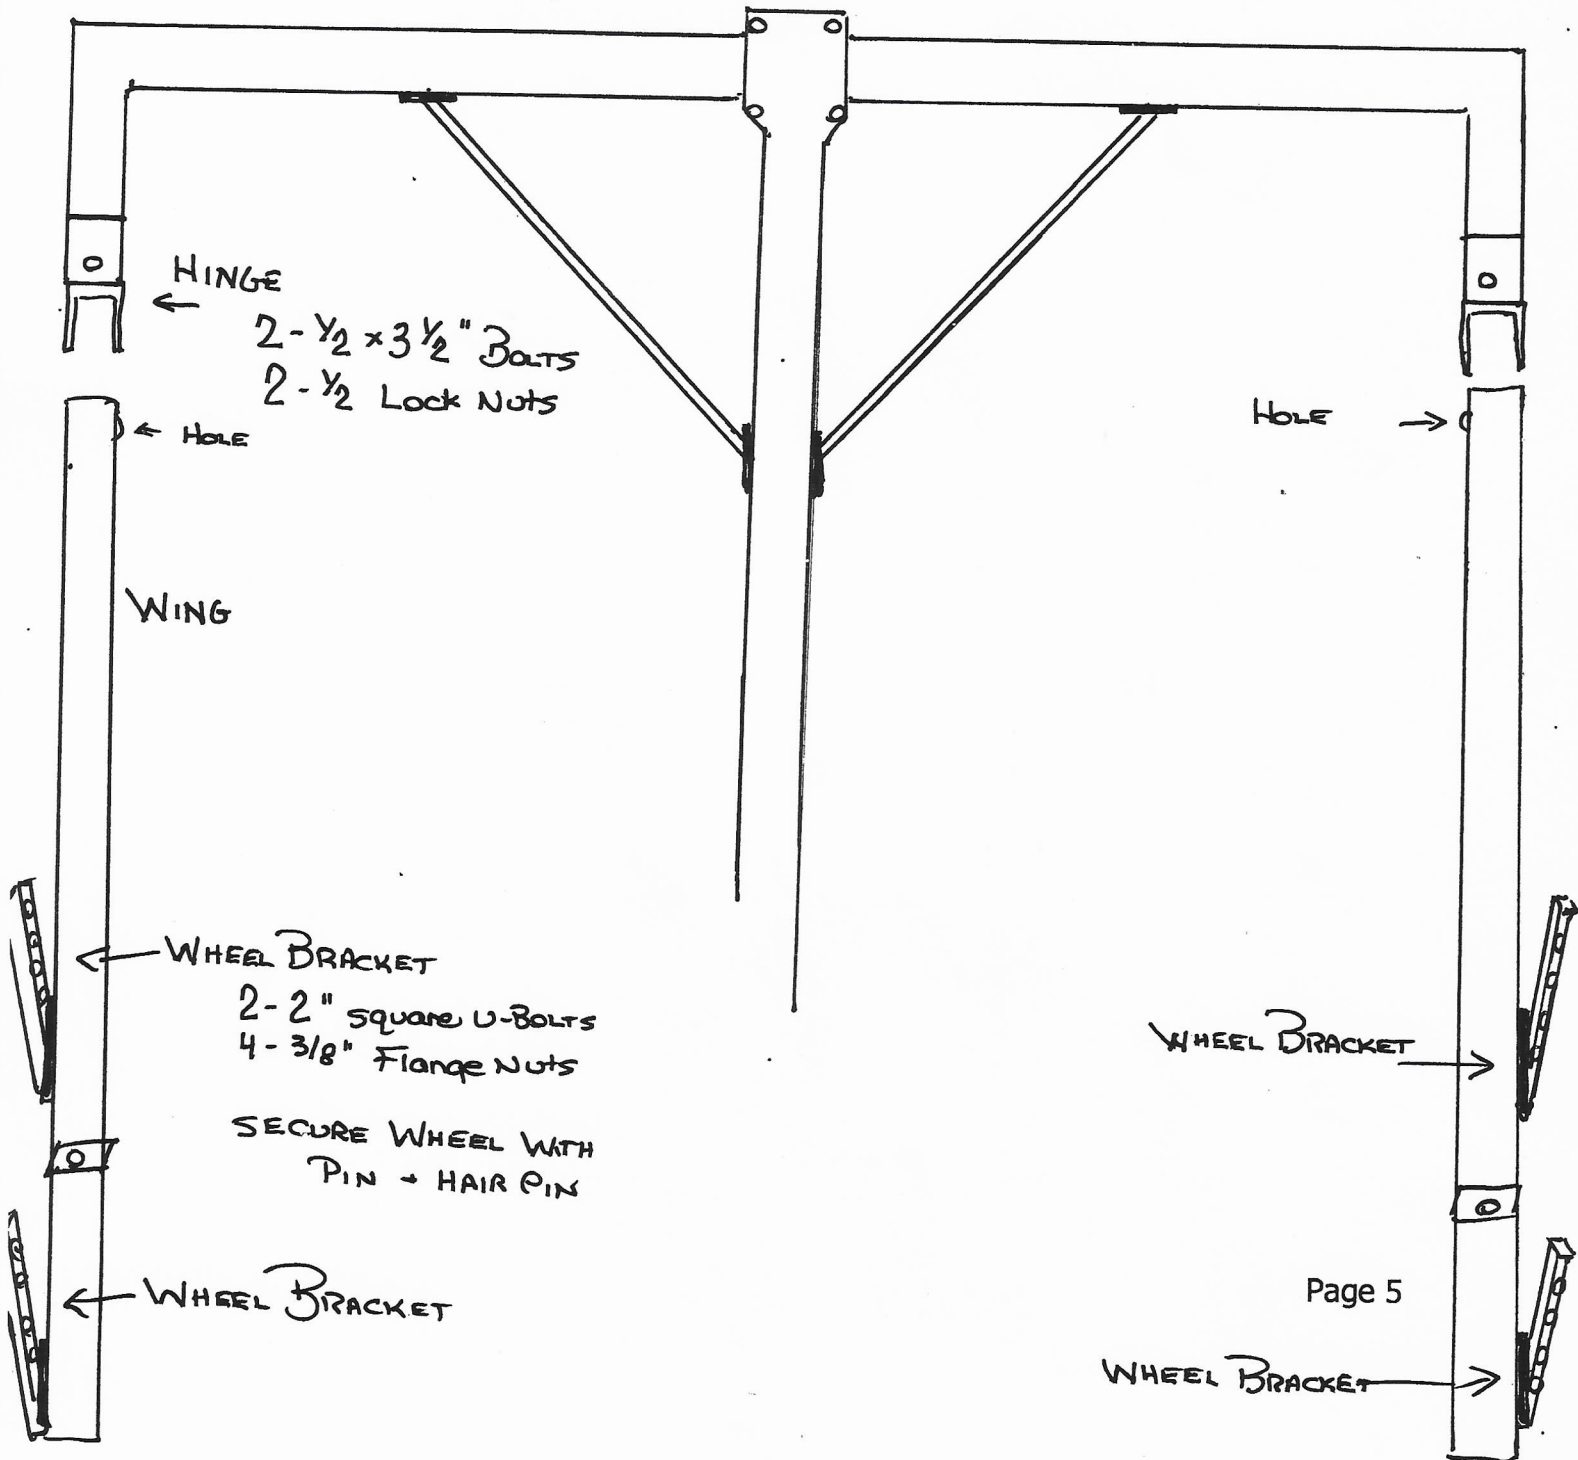 HINGE
2 - 1/2 x 3 1/2" BOLTS
2 - 1/2 Lock Nuts
← HOLE
HOLE →
WING
← WHEEL BRACKET
2 - 2" square U-BOLTS
4 - 3/8" Flange Nuts
WHEEL BRACKET →
SECURE WHEEL WITH
PIN + HAIR PIN
← WHEEL BRACKET
Page 5
WHEEL BRACKET →